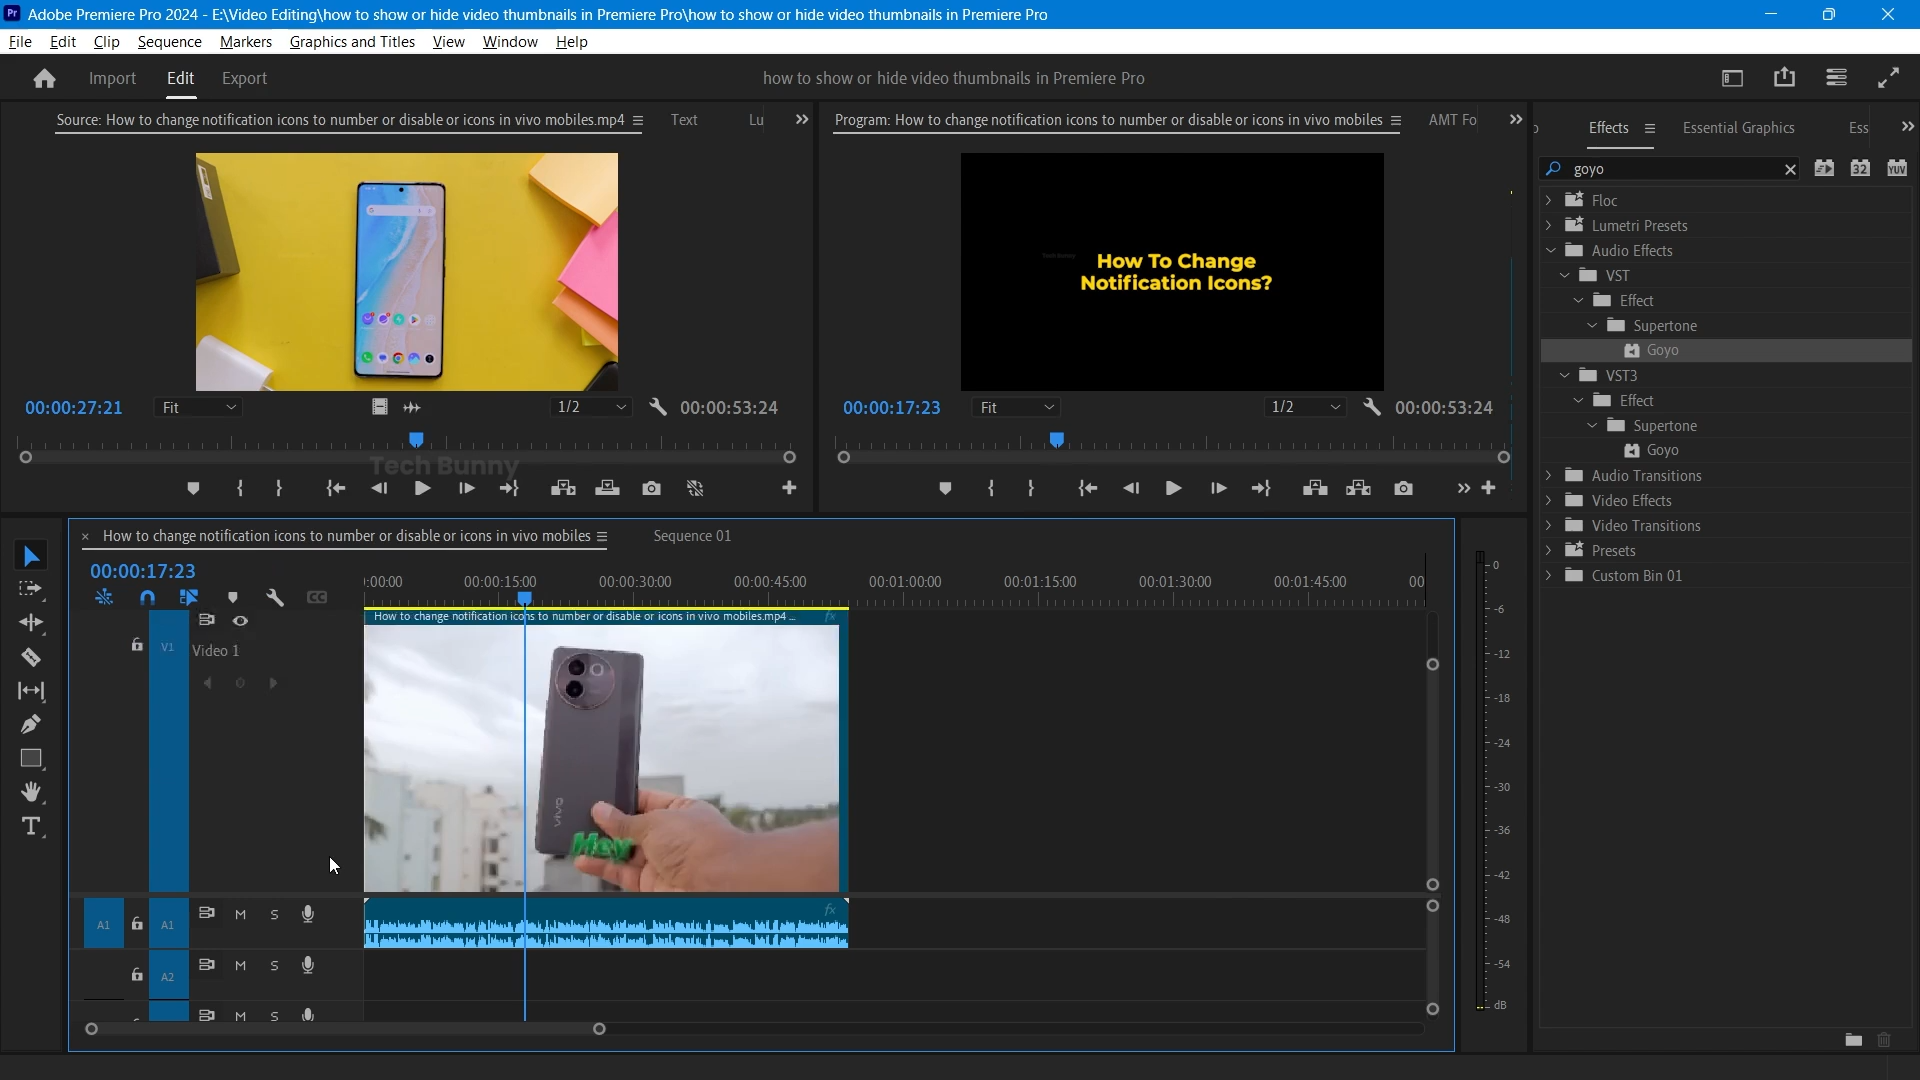 Pr Adobe Premiere Pro 2024 - E:\Video Editing\how to show or hide video thumbnails in Premiere Pro\how to show or hide video thumbnails in Premiere Pro
File Edit Clip Sequence Markers Graphics and Titles View Window Help
Import Edit Export how to show or hide video thumbnails in Premiere Pro
Source: How to change notification icons to number or disable or icons in vivo mobiles.mp4 Text Lu
Program: How to change notification icons to number or disable or icons in vivo mobiles AMT Fo
Effects Essential Graphics Ess
goyo 32 YUV
Floc
Lumetri Presets
Audio Effects
VST
Effect
Supertone
Goyo
VST3
Effect
Supertone
Goyo
Audio Transitions
Video Effects
Video Transitions
Presets
Custom Bin 01
Tech Bunny
How To Change
Notification Icons?
00:00:27:21 Fit 1/2 00:00:53:24
00:00:17:23 Fit 1/2 00:00:53:24
Tech Bunny
How to change notification icons to number or disable or icons in vivo mobiles Sequence 01
00:00:17:23
:00:00 00:00:15:00 00:00:30:00 00:00:45:00 00:01:00:00 00:01:15:00 00:01:30:00 00:01:45:00 00
CC
How to change notification icons to number or disable or icons in vivo mobiles.mp4 ... fx
V1 Video 1
vivo
Hey
A1 A1 M S fx
A2 M S
M S
T
0
-6
-12
-18
-24
-30
-36
-42
-48
-54
dB